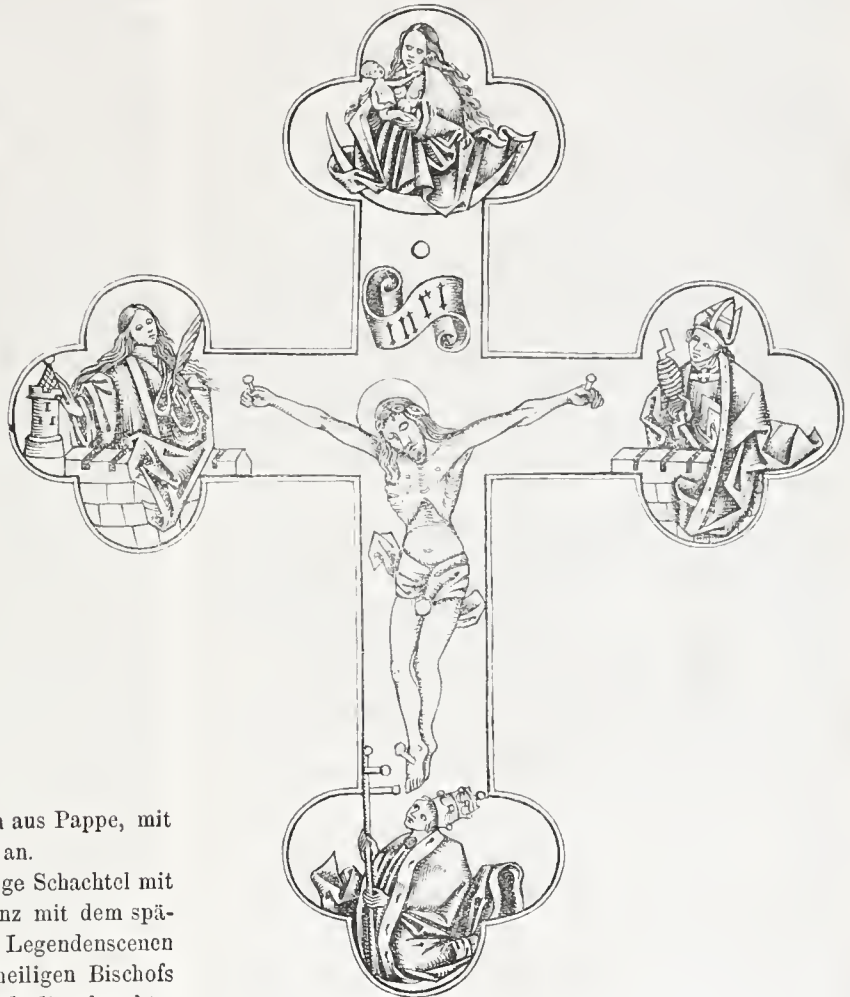 inri
aus Pappe, mit
an.
ge Schachtel mit
nz mit dem spä-
Legendenscenen
heiligen Bischofs